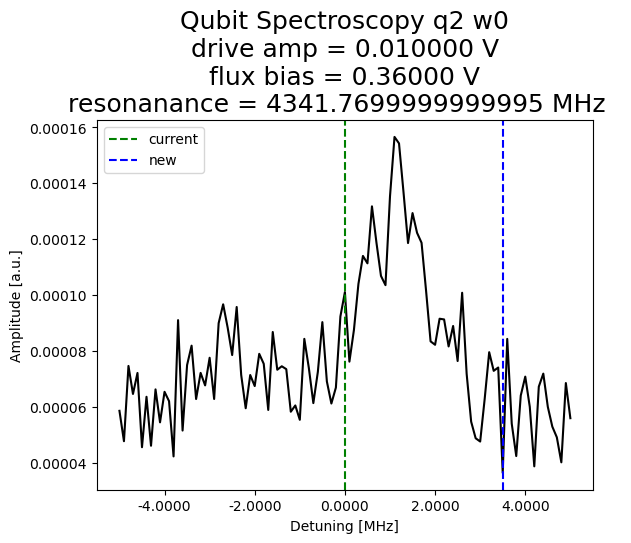 Qubit Spectroscopy q2 w0
drive amp = 0.010000 V
flux bias = 0.36000 V
resonanance = 4341.7699999999995 MHz
current
new
Amplitude [a.u.]
0.00016
0.00014
0.00012
0.00010
0.00008
0.00006
0.00004
-4.0000 -2.0000 0.0000 2.0000 4.0000
Detuning [MHz]